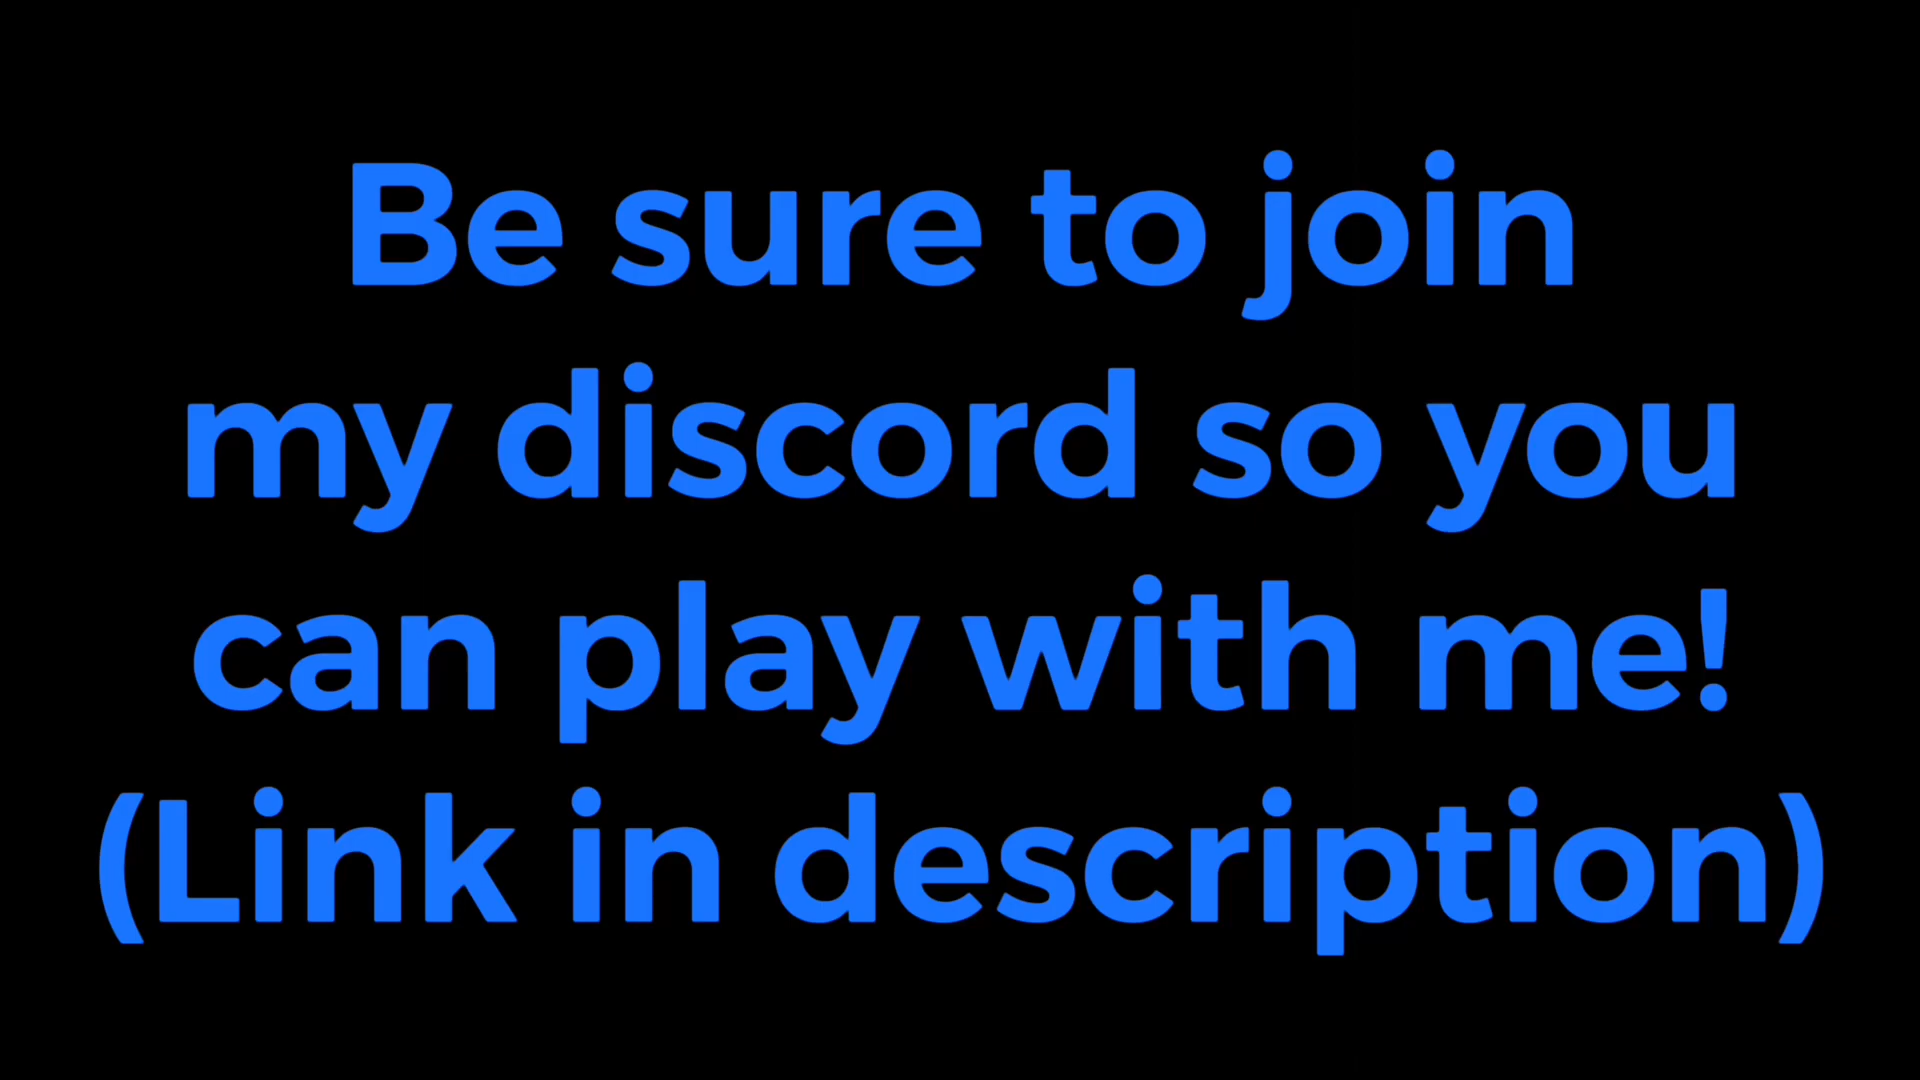 Be sure to join
my discord so you
can play with me!
(Link in description)